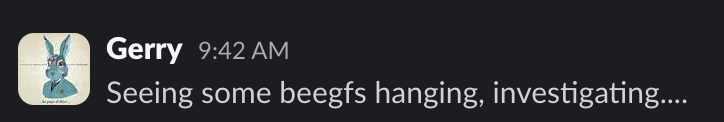 Gerry 9:42 AM
Seeing some beegfs hanging, investigating....